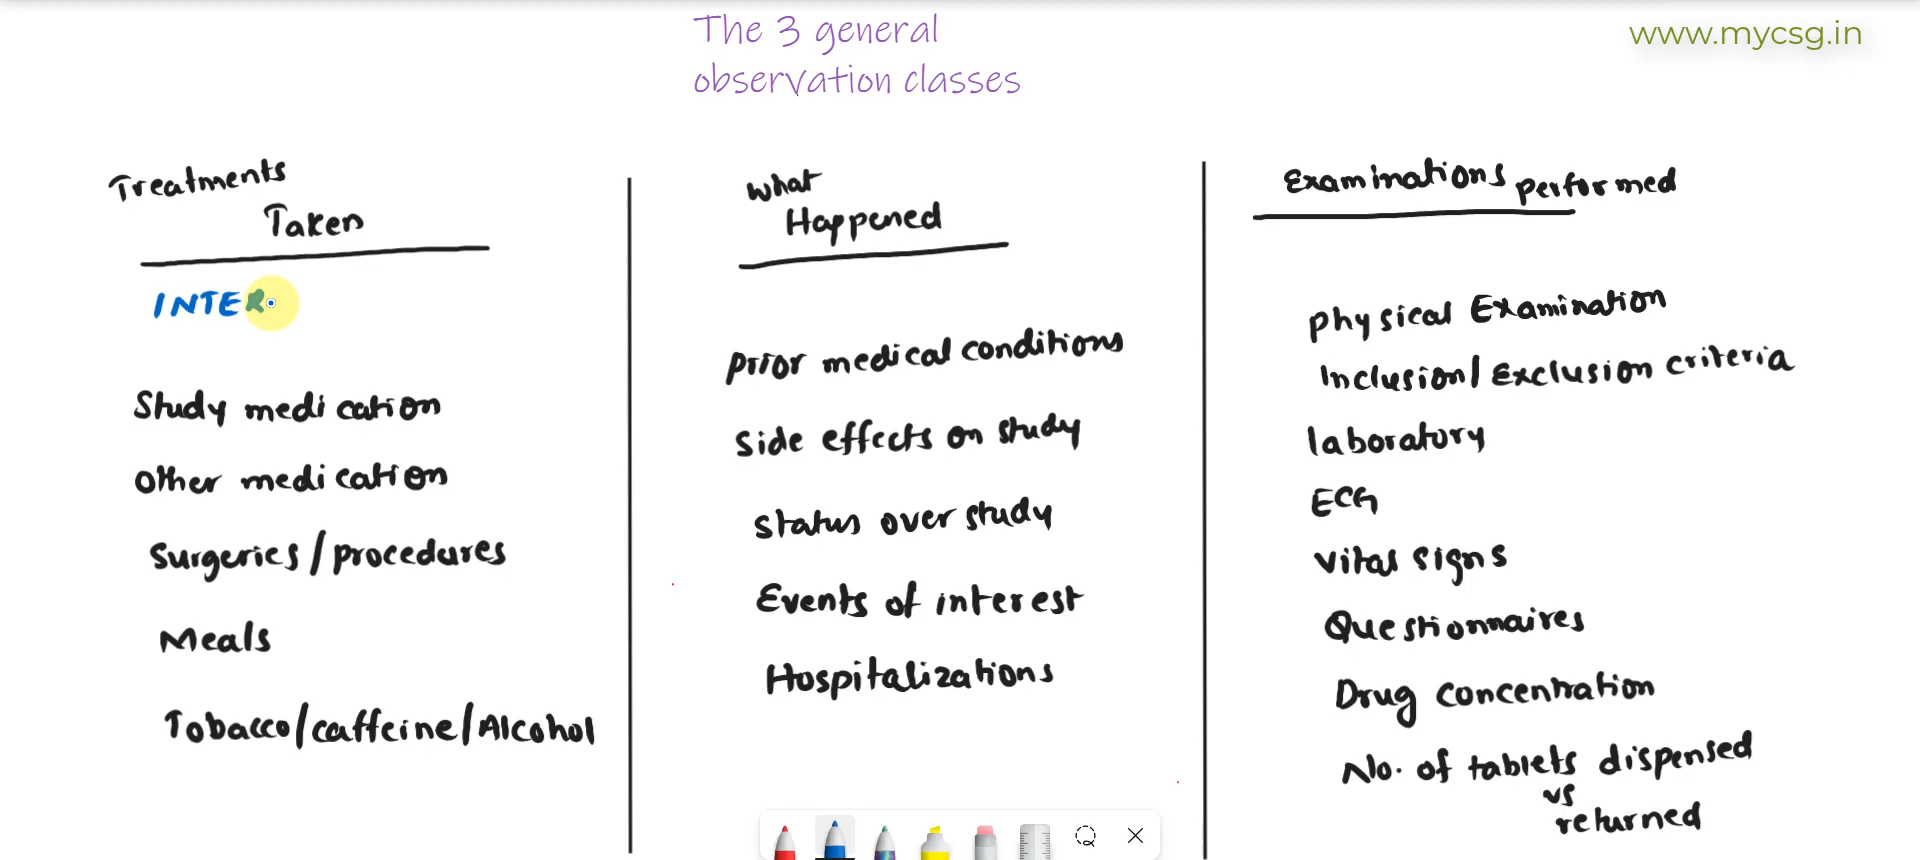 The 3 general
observation classes
www.mycsg.in
Treatments
Taken
INTER
Study medication
Other medication
Surgeries/procedures
Meals
Tobacco/caffeine/Alcohol
What
Happened
Prior medical conditions
Side effects on study
Status over study
Events of interest
Hospitalizations
Examinations performed
Physical Examination
Inclusion/Exclusion criteria
laboratory
ECG
Vital signs
Questionnaires
Drug concentration
No. of tablets dispensed
vs
returned